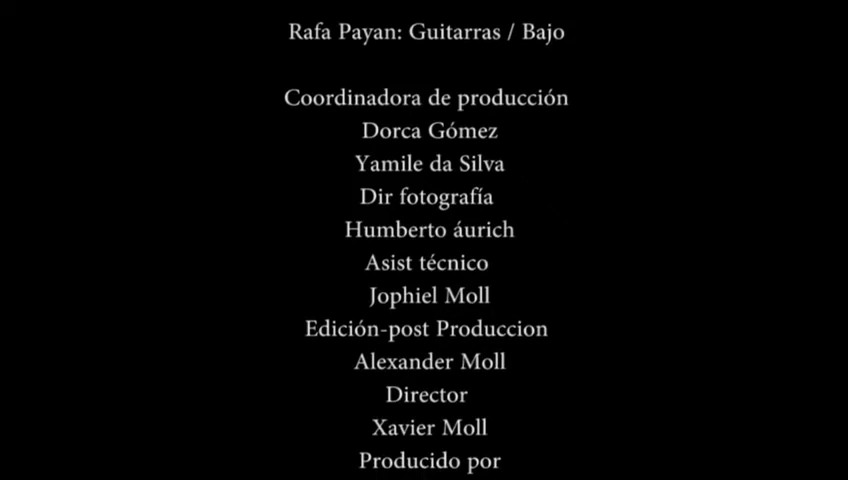 Rafa Payan: Guitarras / Bajo
Coordinadora de producción
Dorca Gómez
Yamile da Silva
Dir fotografía
Humberto áurich
Asist técnico
Jophiel Moll
Edición-post Produccion
Alexander Moll
Director
Xavier Moll
Producido por